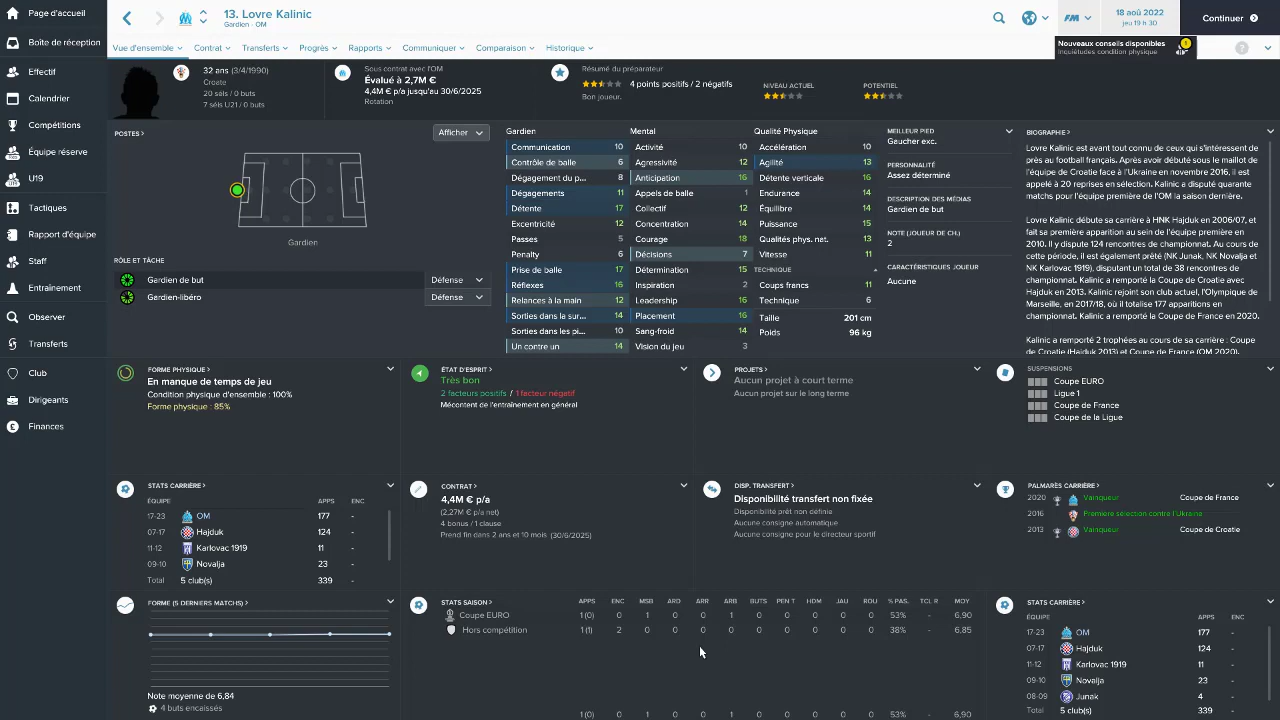 Page d'accueil
Boîte de réception
Effectif
Calendrier
Compétitions
Équipe réserve
U19
Tactiques
Rapport d'équipe
Staff
Entraînement
Observer
Transferts
Club
Dirigeants
Finances
13. Lovre Kalinic
Gardien - OM
FM
18 aoû 2022
jeu 19 h 30
Continuer
Vue d'ensemble Contrat Transferts Progrès Rapports Communiquer Comparaison Historique
Nouveaux conseils disponibles
Inquiétudes condition physique
32 ans (3/4/1990)
Croate
20 séls / 0 buts
7 séls U21 / 0 buts
Sous contrat avec l'OM
Évalué à 2,7M €
4,4M € p/a jusqu'au 30/6/2025
Rotation
Résumé du préparateur
4 points positifs / 2 négatifs
Bon joueur.
NIVEAU ACTUEL
POTENTIEL
POSTES >
Afficher
Gardien
RÔLE ET TÂCHE
Gardien de but Défense
Gardien-libéro Défense
Gardien
Communication 10
Contrôle de balle 6
Dégagement du p... 8
Dégagements 11
Détente 17
Excentricité 12
Passes 5
Penalty 6
Prise de balle 17
Réflexes 16
Relances à la main 12
Sorties dans la sur... 14
Sorties dans les pi... 10
Un contre un 14
Mental
Activité 10
Agressivité 12
Anticipation 16
Appels de balle 1
Collectif 12
Concentration 14
Courage 18
Décisions 7
Détermination 15
Inspiration 2
Leadership 16
Placement 16
Sang-froid 14
Vision du jeu 3
Qualité Physique
Accélération 10
Agilité 13
Détente verticale 16
Endurance 14
Équilibre 14
Puissance 15
Qualités phys. nat. 13
Vitesse 11
TECHNIQUE
Coups francs 11
Technique 6
Taille 201 cm
Poids 96 kg
MEILLEUR PIED
Gaucher exc.
PERSONNALITÉ
Assez déterminé
DESCRIPTION DES MÉDIAS
Gardien de but
NOTE (JOUEUR DE CH.)
2
CARACTÉRISTIQUES JOUEUR
Aucune
BIOGRAPHIE >
Lovre Kalinic est avant tout connu de ceux qui s'intéressent de
près au football français. Après avoir débuté sous le maillot de
l'équipe de Croatie face à l'Ukraine en novembre 2016, il est
appelé à 20 reprises en sélection. Kalinic a disputé quatre
matchs pour l'équipe première de l'OM la saison dernière.
Lovre Kalinic débute sa carrière à HNK Hajduk en 2006/07, et
fait sa première apparition au sein de l'équipe première en
2010. Il y dispute 124 rencontres de championnat. Au cours de
cette période, il est également prêté (NK Junak, NK Novalja et
NK Karlovac 1919), disputant un total de 38 rencontres de
championnat. Kalinic a remporté la Coupe de Croatie avec
Hajduk en 2013. Kalinic rejoint son club actuel, l'Olympique de
Marseille, en 2017/18, où il totalise 177 apparitions en
championnat. Kalinic a remporté la Coupe de France en 2020.
Kalinic a remporté 2 trophées au cours de sa carrière : Coupe
de Croatie (Hajduk 2013) et Coupe de France (OM 2020).
FORME PHYSIQUE >
En manque de temps de jeu
Condition physique d'ensemble : 100%
Forme physique : 85%
ÉTAT D'ESPRIT >
Très bon
2 facteurs positifs / 1 facteur négatif
Mécontent de l'entraînement en général
PROJETS >
Aucun projet à court terme
Aucun projet sur le long terme
SUSPENSIONS
Coupe EURO
Ligue 1
Coupe de France
Coupe de la Ligue
STATS CARRIÈRE >
ÉQUIPE APPS ENC
17-23 OM 177 -
07-17 Hajduk 124 -
11-12 Karlovac 1919 11 -
09-10 Novalja 23 -
Total 5 club(s) 339 -
CONTRAT >
4,4M € p/a
(2,27M € p/a net)
4 bonus / 1 clause
Prend fin dans 2 ans et 10 mois (30/6/2025)
DISP. TRANSFERT >
Disponibilité transfert non fixée
Disponibilité prêt non définie
Aucune consigne automatique
Aucune consigne pour le directeur sportif
PALMARÈS CARRIÈRE >
2020 Vainqueur Coupe de France
2016 Première sélection contre l'Ukraine
2013 Vainqueur Coupe de Croatie
FORME (5 DERNIERS MATCHS) >
Note moyenne de 6,84
4 buts encaissés
STATS SAISON >
APPS ENC MSB ARD ARR ARB BUTS PEN T HDM JAU ROU % PAS. TCL R MOY
Coupe EURO 1 (0) 0 1 0 0 1 0 0 0 0 0 53% - 6,90
Hors compétition 1 (1) 2 0 0 0 0 0 0 0 0 0 38% - 6,85
1 (0) 0 1 0 0 1 0 0 0 0 0 53% - 6,90
STATS CARRIÈRE >
ÉQUIPE APPS ENC
17-23 OM 177 -
07-17 Hajduk 124 -
11-12 Karlovac 1919 11 -
09-10 Novalja 23 -
08-09 Junak 4 -
Total 5 club(s) 339 -